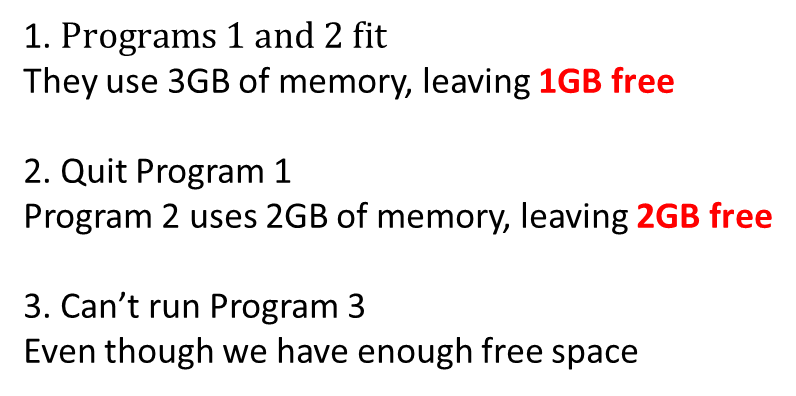 1. Programs 1 and 2 fit
They use 3GB of memory, leaving 1GB free
2. Quit Program 1
Program 2 uses 2GB of memory, leaving 2GB free
3. Can’t run Program 3
Even though we have enough free space